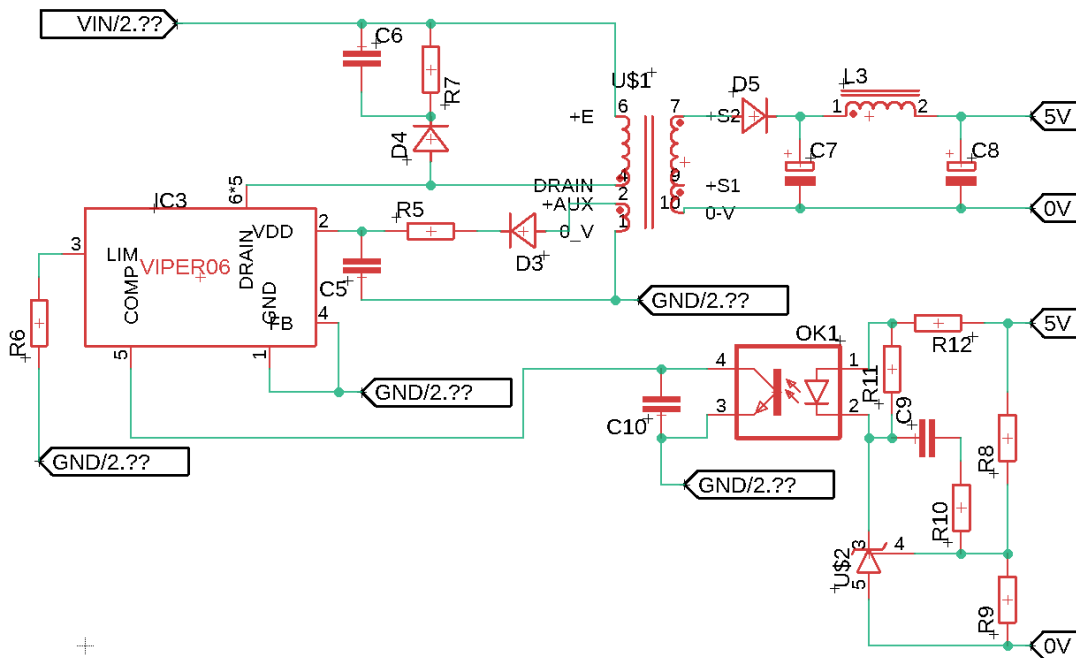 VIN/2.??
C6
R7
D4
U$1
+E
6
7
+S2
D5
L3
1
2
5V
C7
C8
DRAIN
4
9
+S1
+AUX
2
10
0-V
0_V
1
0V
6*5
IC3
R5
D3
VDD
2
3
LIM
VIPER06
DRAIN
COMP
GND
FB
4
C5
GND/2.??
R6
5
1
GND/2.??
GND/2.??
OK1
4
1
3
2
C10
GND/2.??
R11
R12
5V
C9
R8
R10
3
4
U$2
5
R9
0V